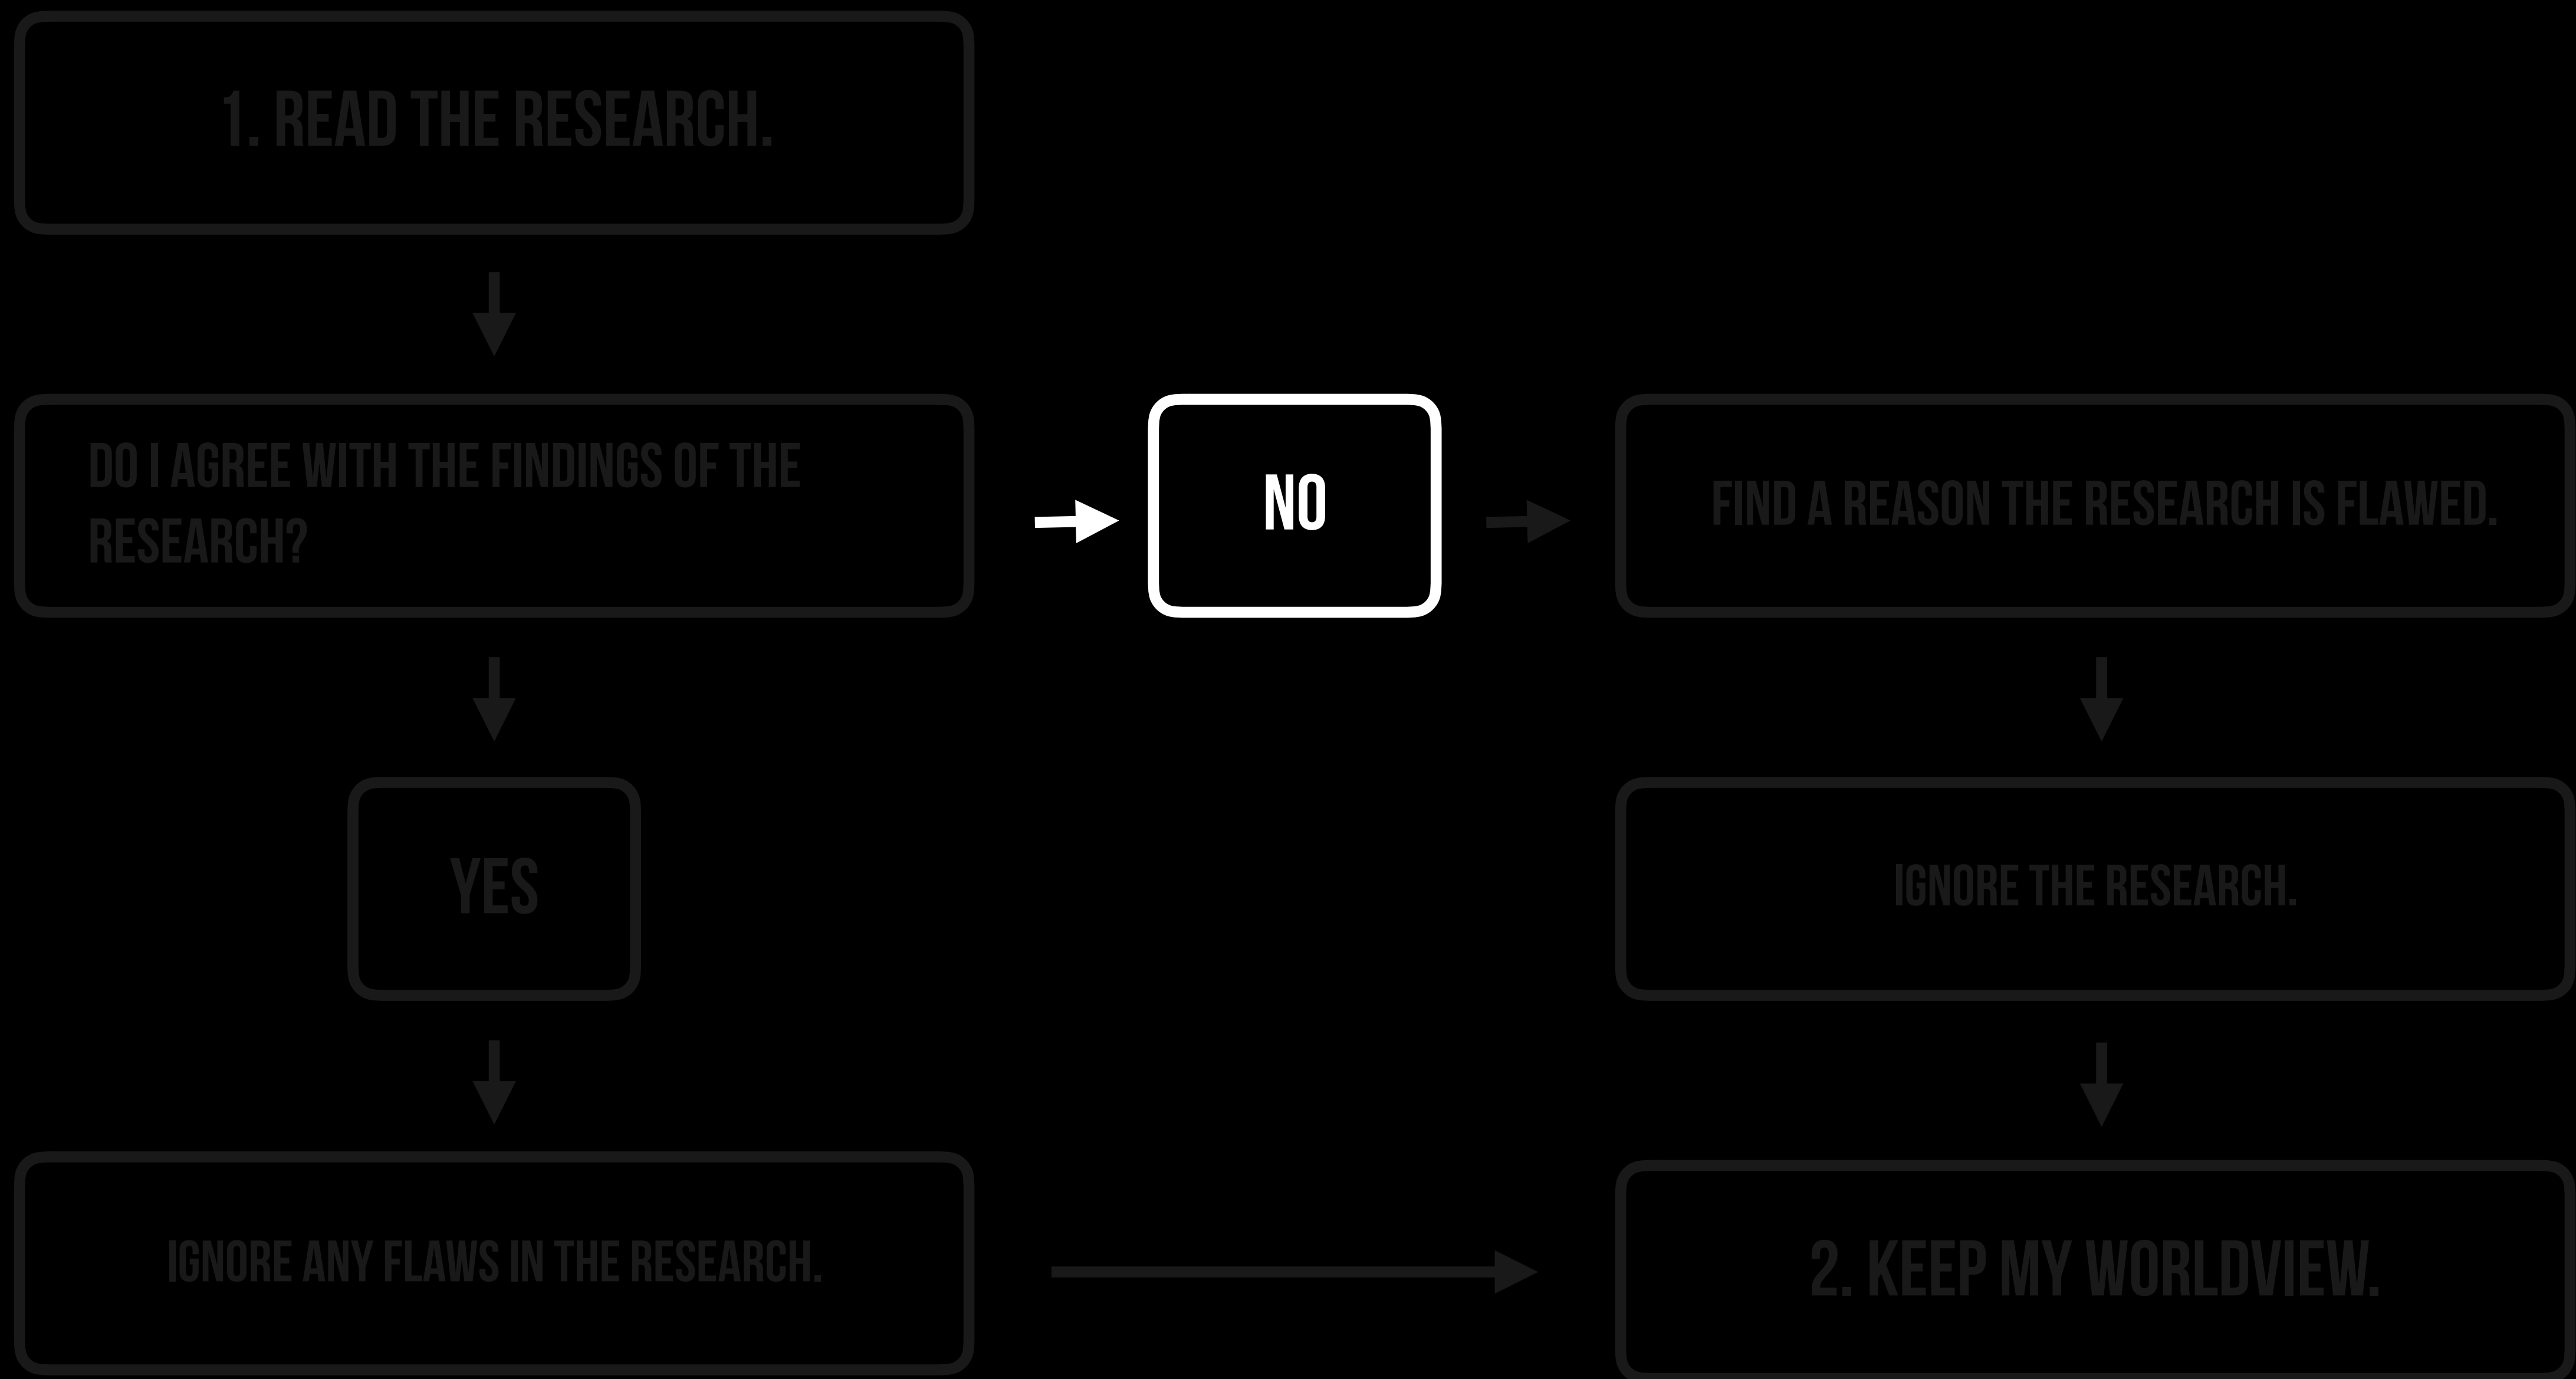 1. READ THE RESEARCH.
DO I AGREE WITH THE FINDINGS OF THE
RESEARCH?
NO
FIND A REASON THE RESEARCH IS FLAWED.
YES
IGNORE THE RESEARCH.
IGNORE ANY FLAWS IN THE RESEARCH.
2. KEEP MY WORLDVIEW.